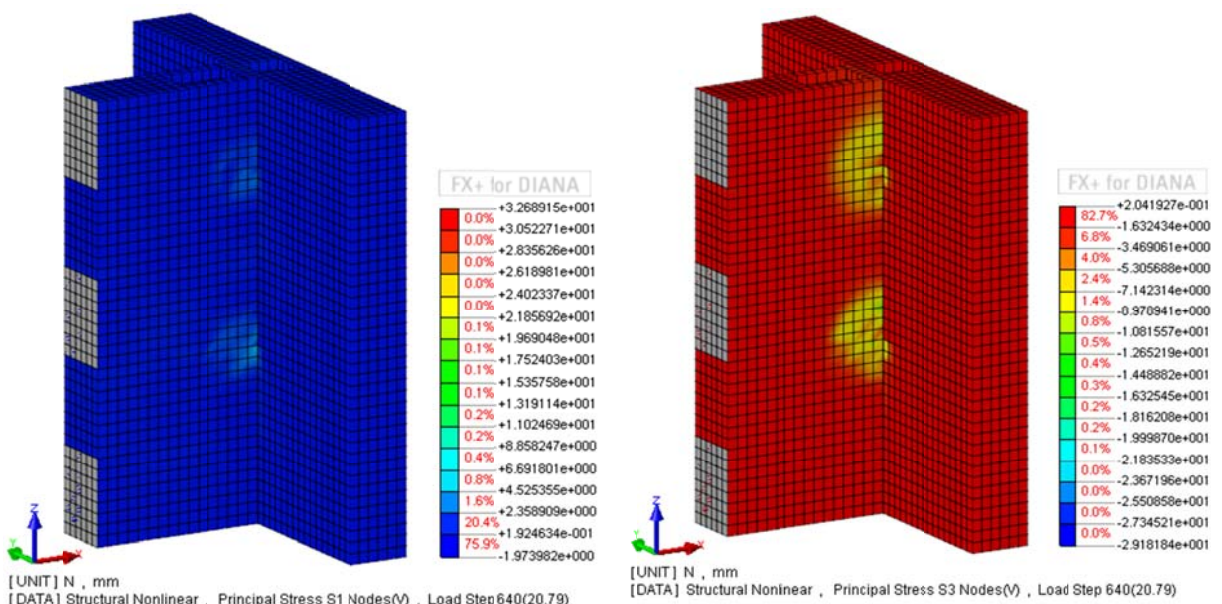 FX+ for DIANA
+3.268915e+001
0.0%
+3.052271e+001
0.0%
+2.835626e+001
0.0%
+2.618981e+001
0.0%
+2.402337e+001
0.0%
+2.185692e+001
0.1%
+1.969048e+001
0.1%
+1.752403e+001
0.1%
+1.535758e+001
0.1%
+1.319114e+001
0.2%
+1.102469e+001
0.2%
+8.858247e+000
0.4%
+6.691801e+000
0.8%
+4.525355e+000
1.6%
+2.358909e+000
20.4%
+1.924634e-001
75.9%
-1.973982e+000
Z
Y
X
[UNIT] N , mm
[DATA] Structural Nonlinear , Principal Stress S1 Nodes(V) , Load Step 640(20.79)
FX+ for DIANA
+2.041927e-001
82.7%
-1.632434e+000
6.8%
-3.469061e+000
4.0%
-5.305688e+000
2.4%
-7.142314e+000
1.4%
-0.970941e+001
0.8%
-1.081557e+001
0.5%
-1.265219e+001
0.4%
-1.448882e+001
0.3%
-1.632545e+001
0.2%
-1.816208e+001
0.2%
-1.999870e+001
0.1%
-2.183533e+001
0.0%
-2.367196e+001
0.0%
-2.550858e+001
0.0%
-2.734521e+001
0.0%
-2.918184e+001
Z
Y
X
[UNIT] N , mm
[DATA] Structural Nonlinear , Principal Stress S3 Nodes(V) , Load Step 640(20.79)